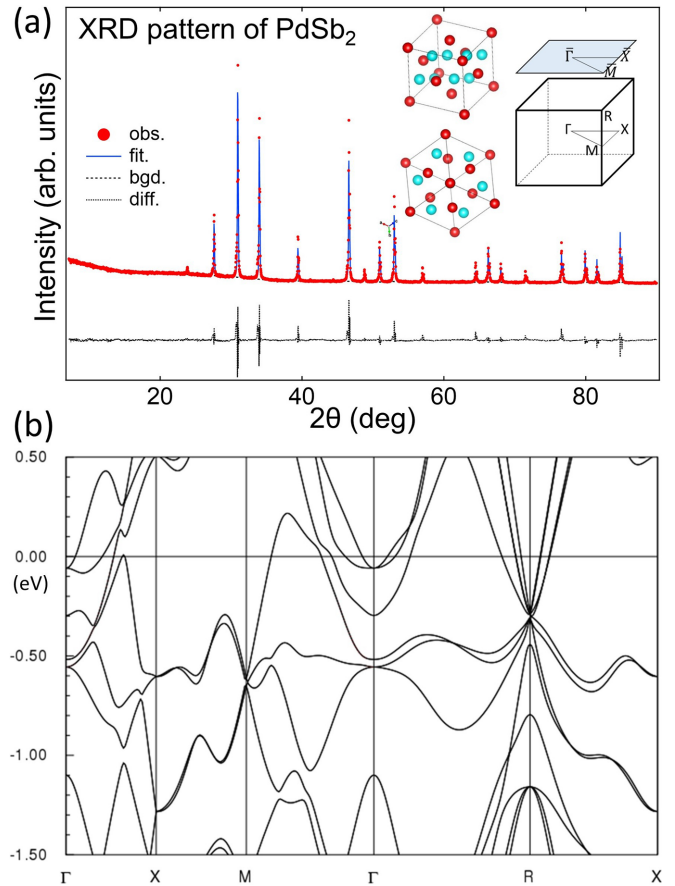 (a)
XRD pattern of PdSb₂
Intensity (arb. units)
obs.
fit.
bgd.
diff.
Γ̄ X̄
M̄
R
Γ X
M
20 40 60 80
2θ (deg)
(b)
0.50
0.00
(eV)
-0.50
-1.00
-1.50
Γ X M Γ R X